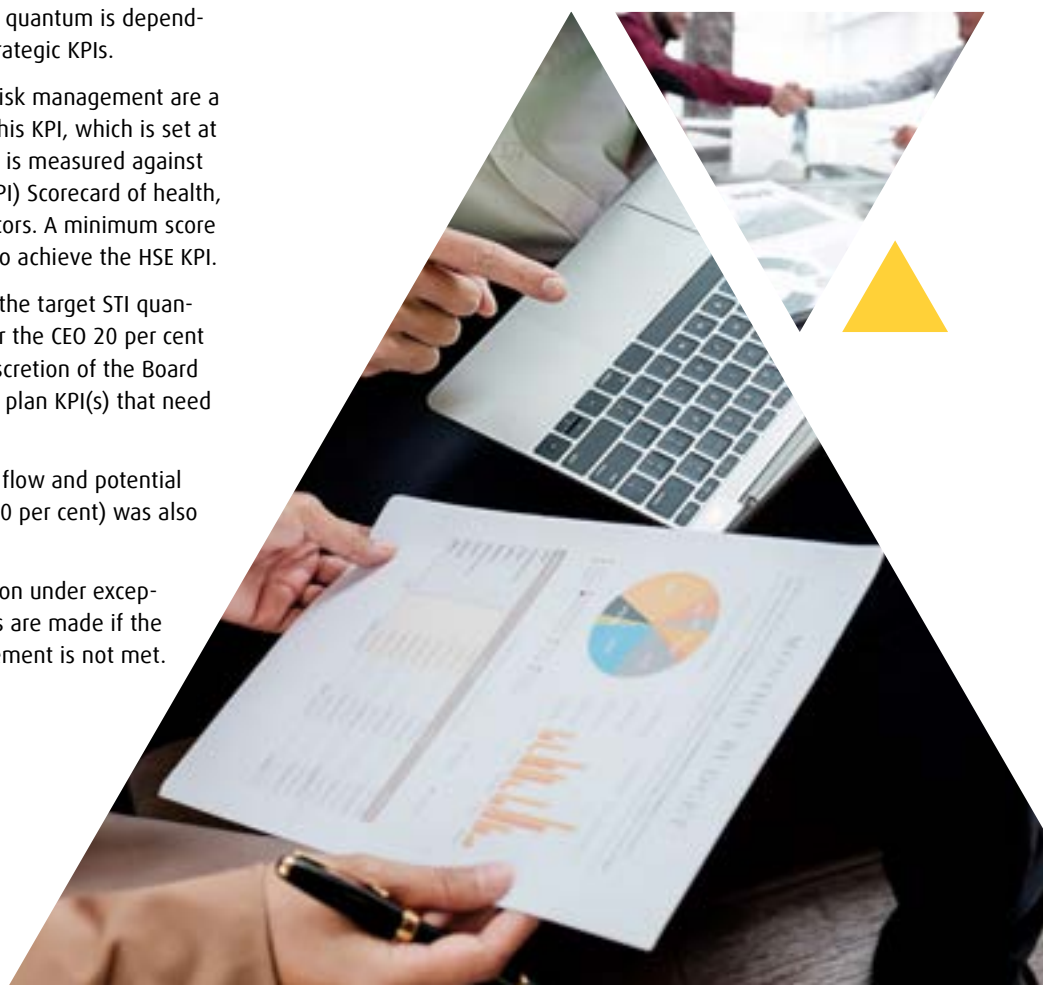 quantum is depend-
rategic KPIs.
isk management are a
his KPI, which is set at
is measured against
PI) Scorecard of health,
tors. A minimum score
o achieve the HSE KPI.
the target STI quan-
r the CEO 20 per cent
scretion of the Board
plan KPI(s) that need
flow and potential
0 per cent) was also
on under excep-
s are made if the
ement is not met.
MONTHLY BUDGET